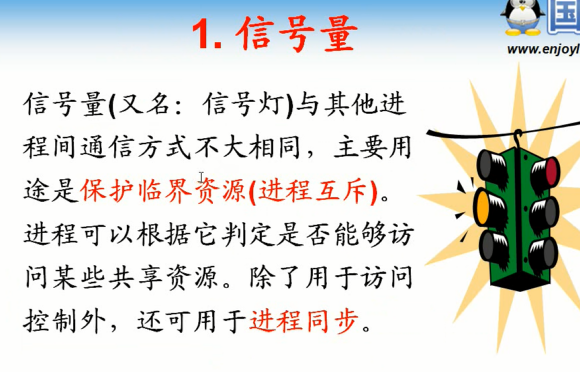 国
www.enjoyl
1. 信号量
信号量(又名：信号灯)与其他进
程间通信方式不大相同，主要用
途是保护临界资源(进程互斥)。
进程可以根据它判定是否能够访
问某些共享资源。除了用于访问
控制外，还可用于进程同步。